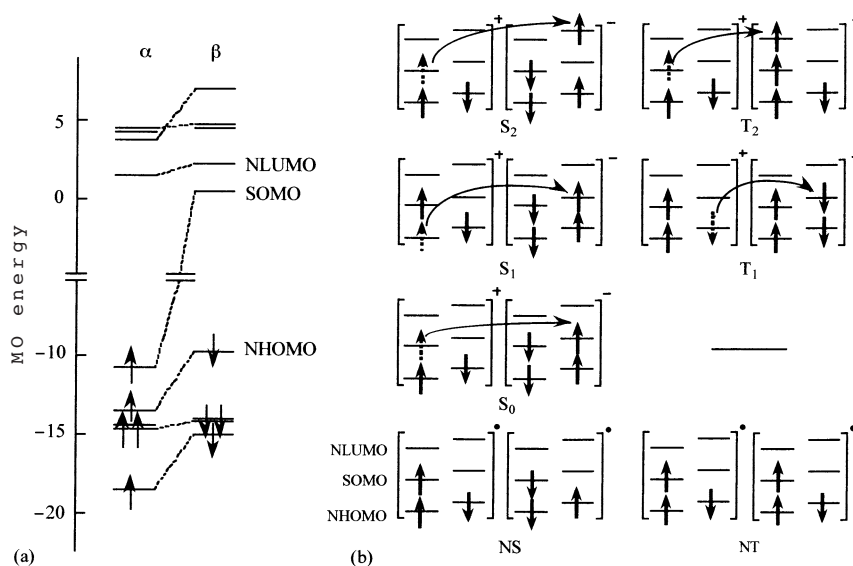 α β
MO energy
5
0
−10
−15
−20
NLUMO
SOMO
NHOMO
(a)
+ −
S2
+
T2
+ −
S1
+
T1
+ −
S0
NLUMO
SOMO
NHOMO
NS
NT
(b)